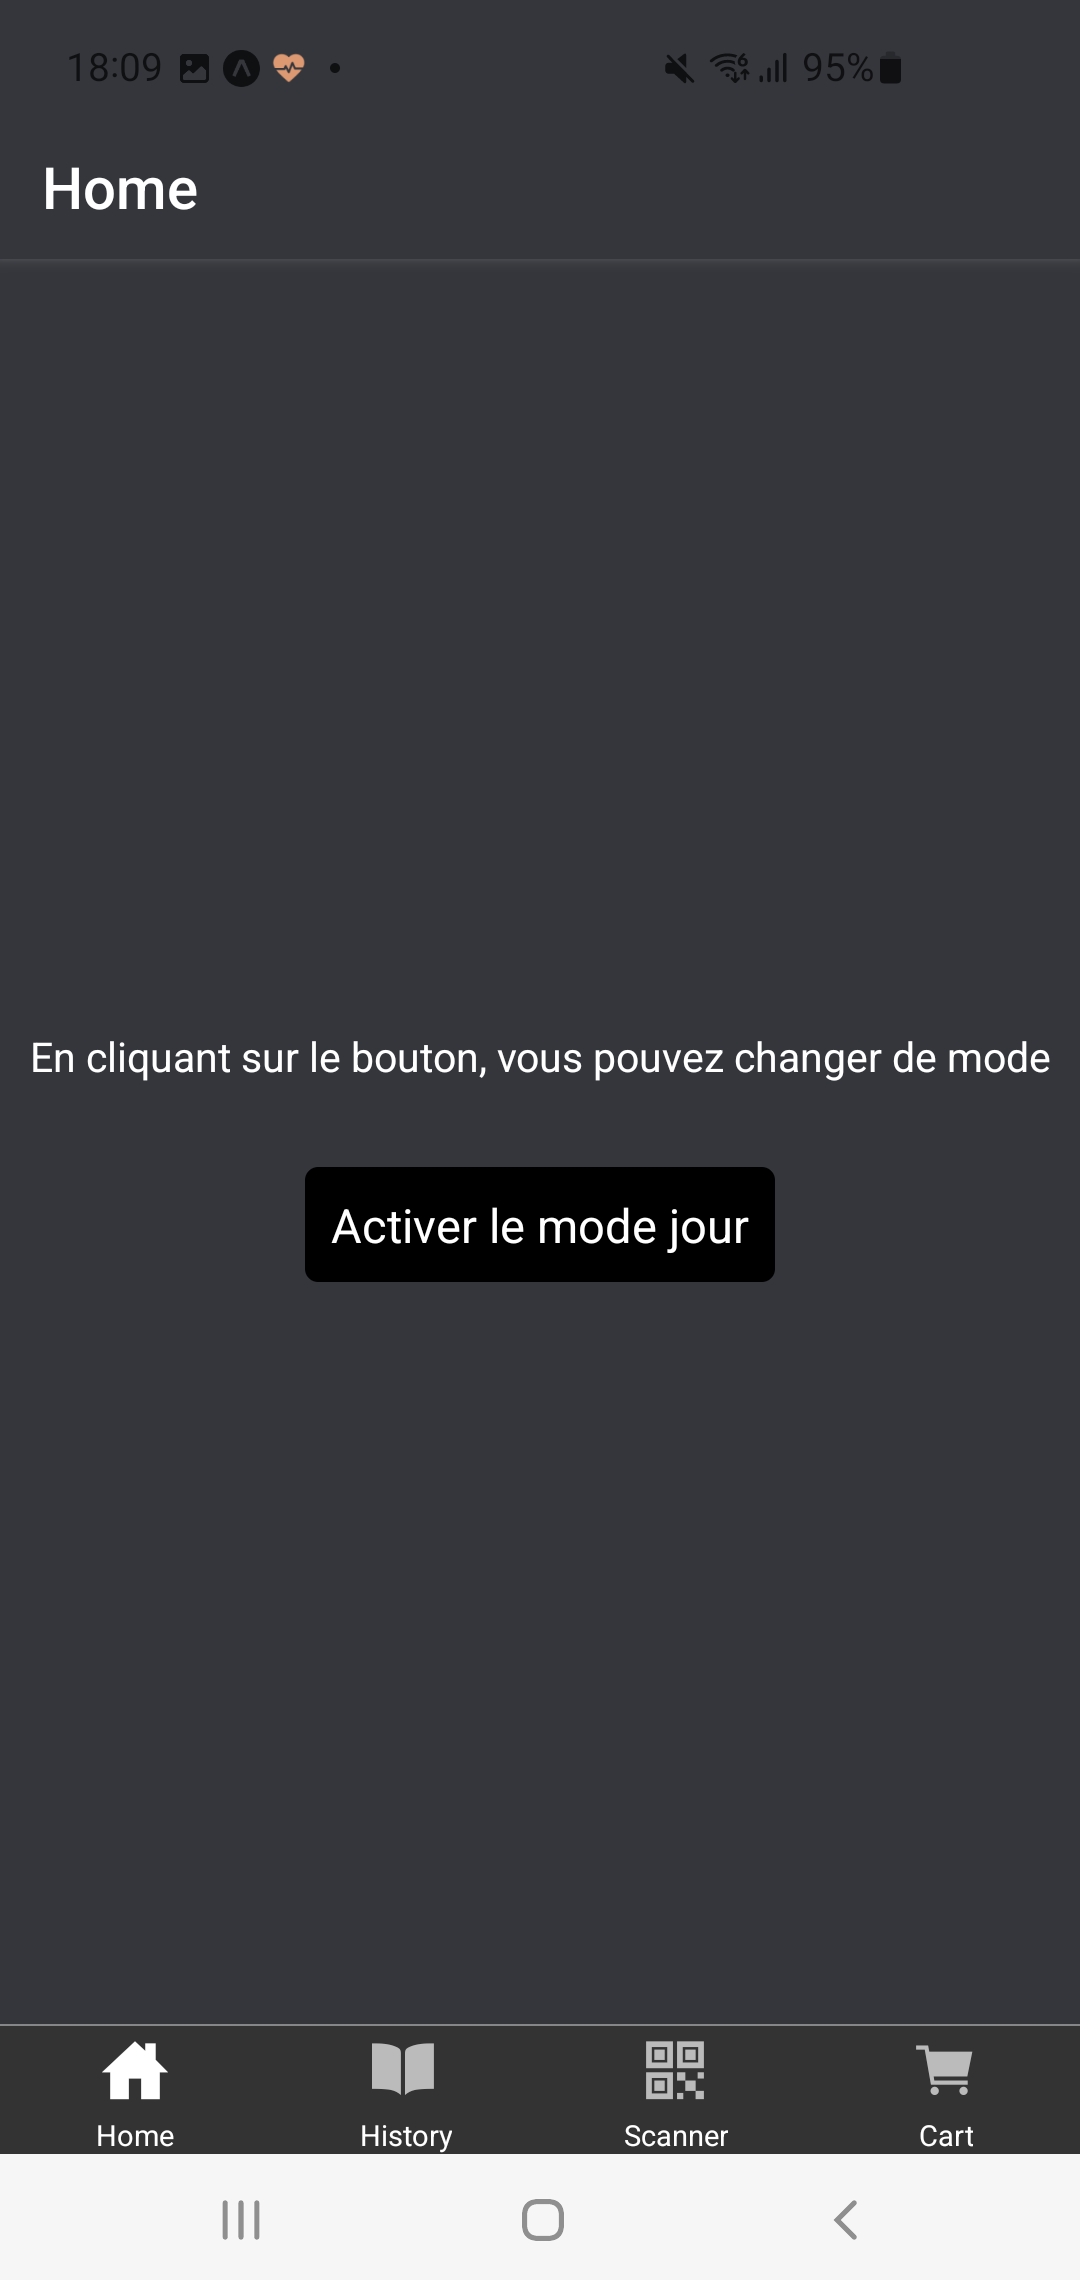 18:09 95%
Home
En cliquant sur le bouton, vous pouvez changer de mode
Activer le mode jour
Home History Scanner Cart